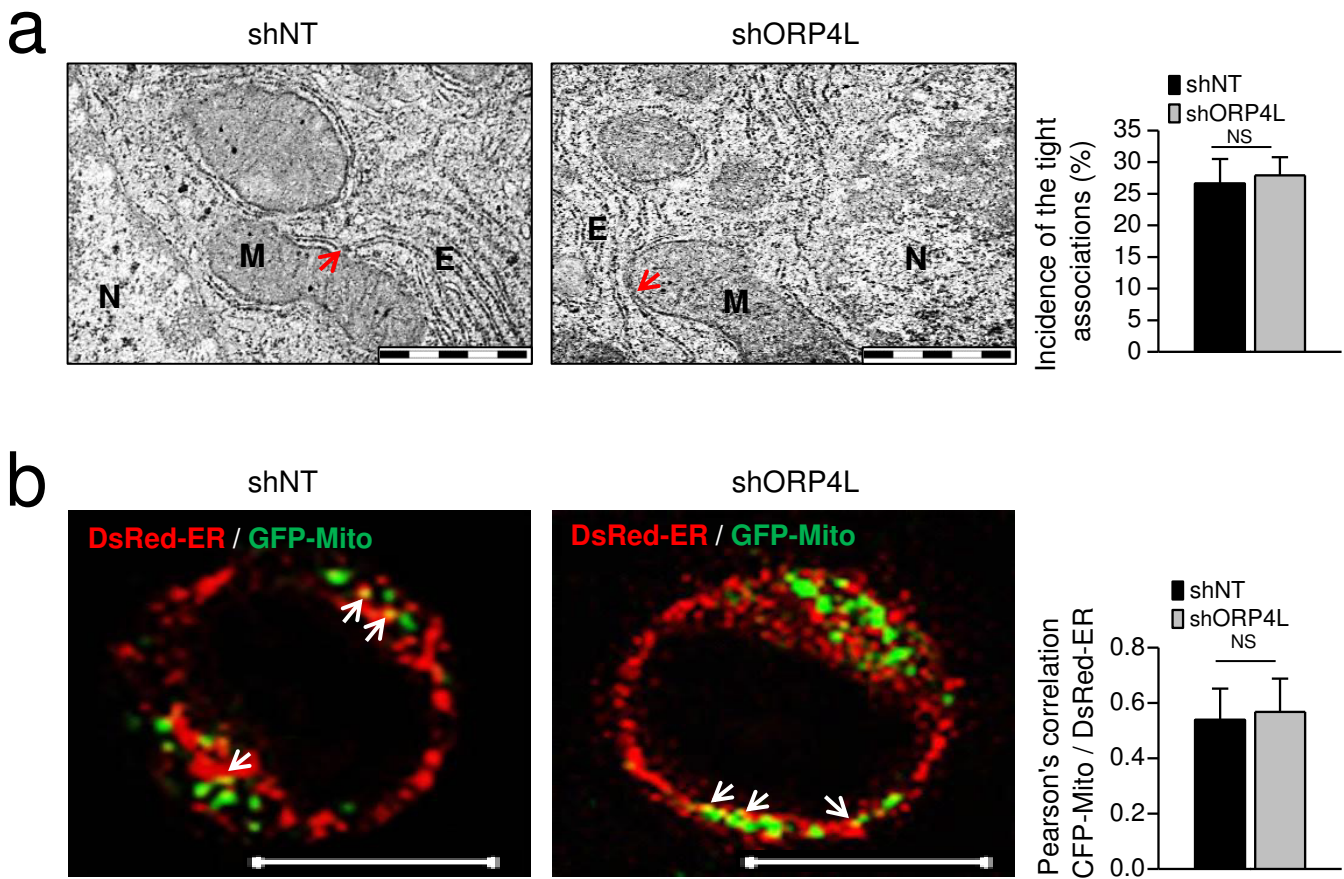 a
shNT
shORP4L
N
M
E
E
M
N
shNT
shORP4L
NS
Incidence of the tight
associations (%)
35
30
25
20
15
10
5
0
b
shNT
shORP4L
DsRed-ER / GFP-Mito
DsRed-ER / GFP-Mito
shNT
shORP4L
NS
Pearson's correlation
CFP-Mito / DsRed-ER
0.8
0.6
0.4
0.2
0.0